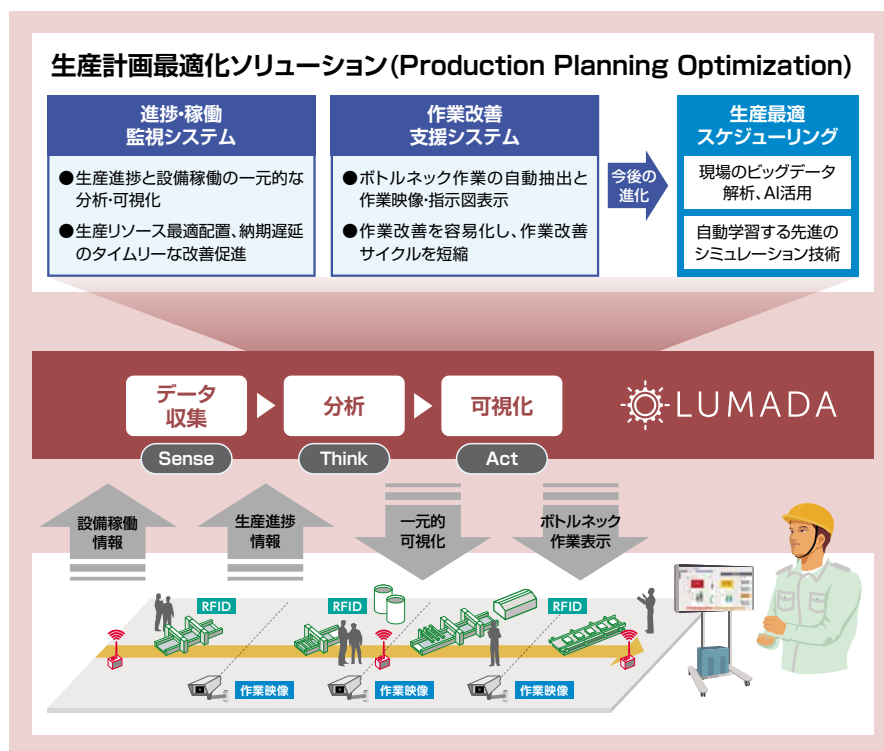 生産計画最適化ソリューション(Production Planning Optimization)
進捗・稼働
監視システム
●生産進捗と設備稼働の一元的な
分析・可視化
●生産リソース最適配置、納期遅延
のタイムリーな改善促進
作業改善
支援システム
●ボトルネック作業の自動抽出と
作業映像・指示図表示
●作業改善を容易化し、作業改善
サイクルを短縮
今後の
進化
生産最適
スケジューリング
現場のビッグデータ
解析、AI活用
自動学習する先進の
シミュレーション技術
データ
収集
分析
可視化
LUMADA
Sense
Think
Act
設備稼働
情報
生産進捗
情報
一元的
可視化
ボトルネック
作業表示
RFID
RFID
RFID
作業映像
作業映像
作業映像